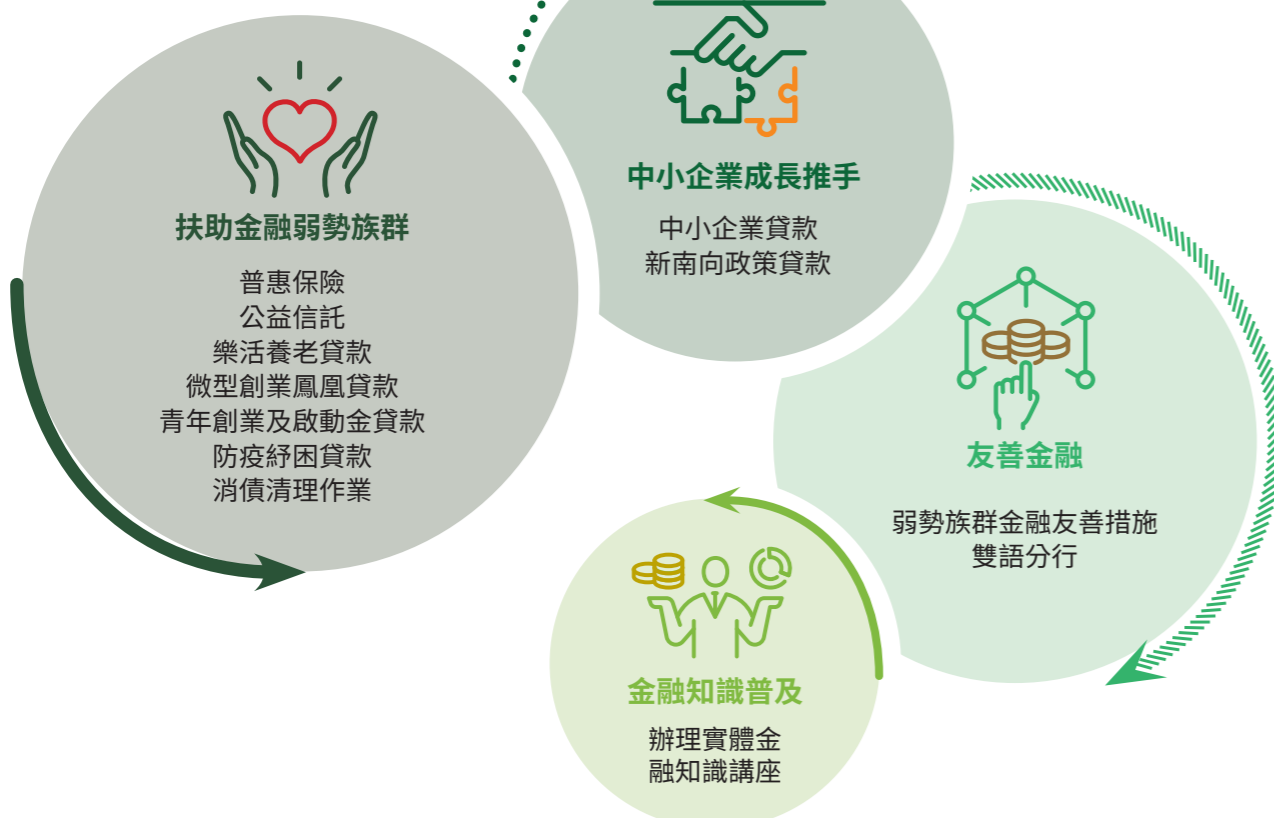 扶助金融弱勢族群
普惠保險
公益信託
樂活養老貸款
微型創業鳳凰貸款
青年創業及啟動金貸款
防疫紓困貸款
消債清理作業
中小企業成長推手
中小企業貸款
新南向政策貸款
友善金融
弱勢族群金融友善措施
雙語分行
金融知識普及
辦理實體金
融知識講座